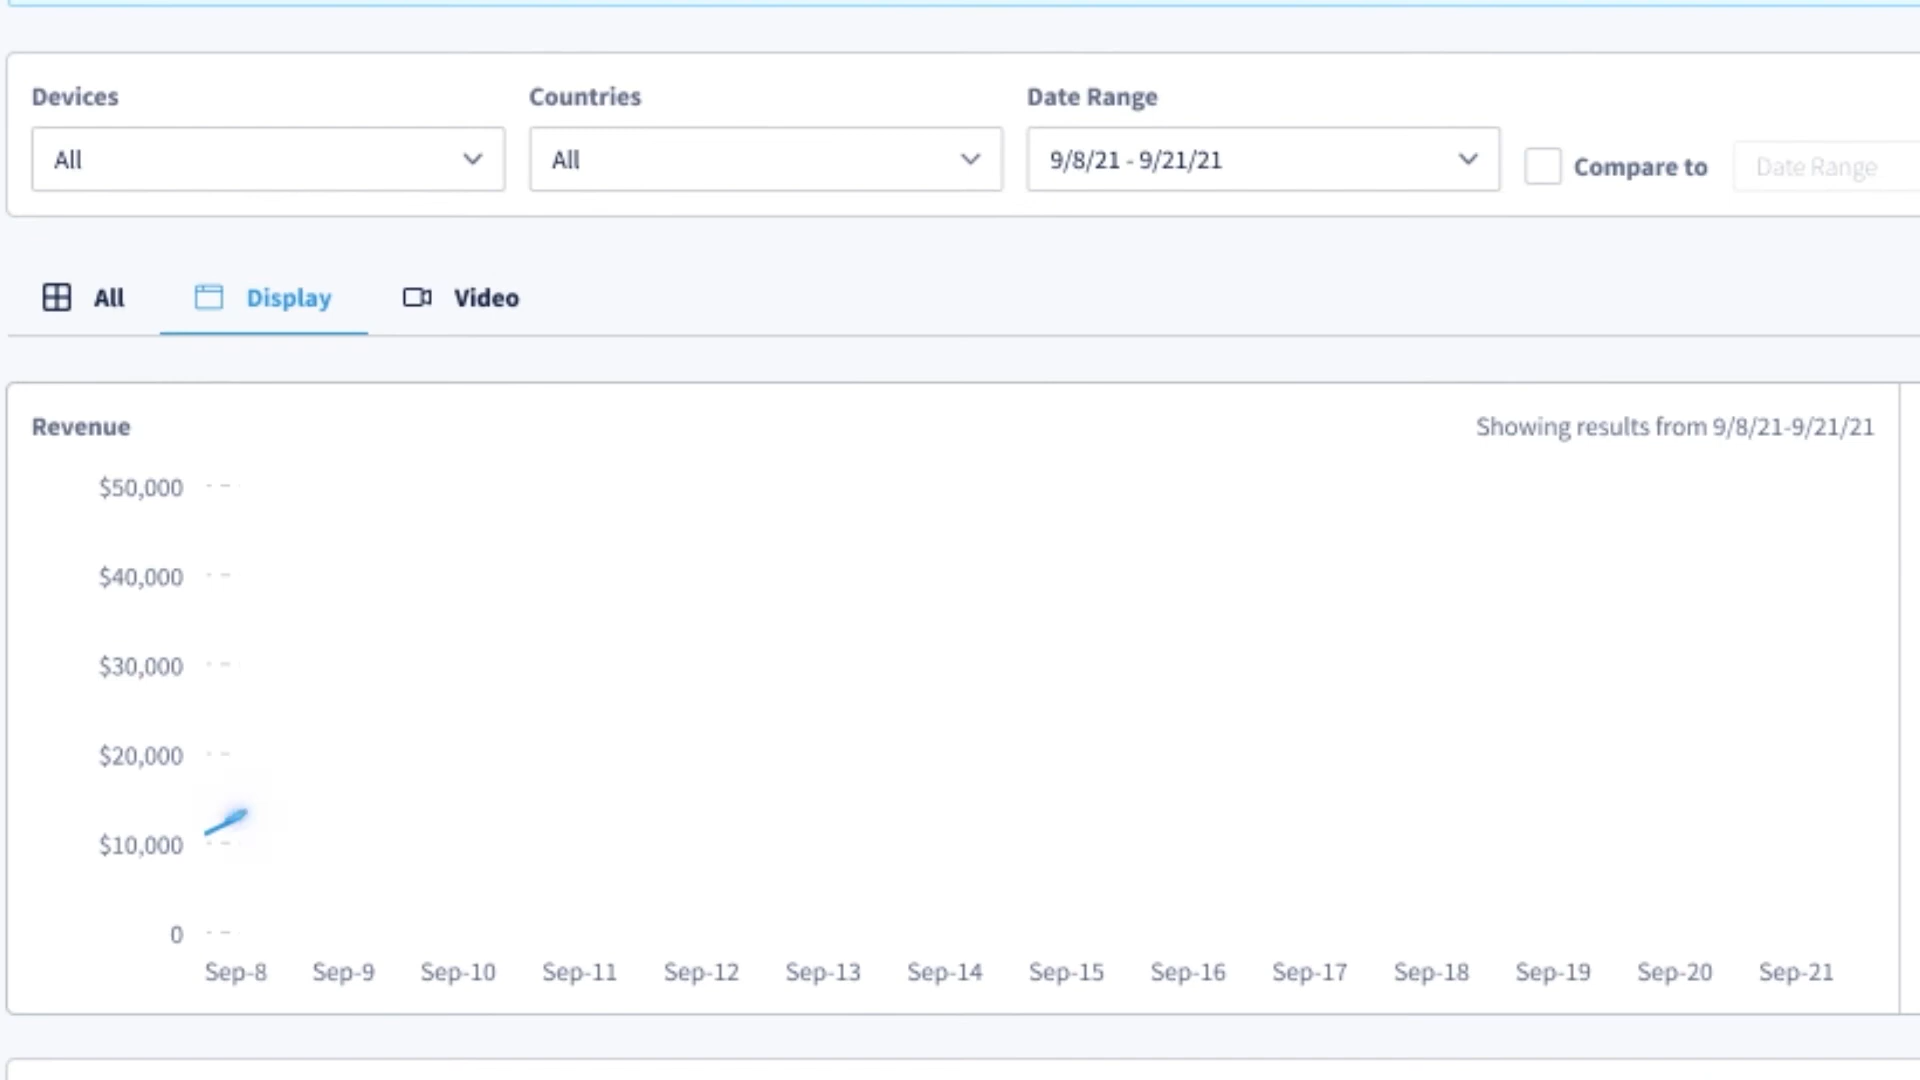 Devices Countries Date Range
All All 9/8/21 - 9/21/21 Compare to Date Range
All Display Video
Revenue Showing results from 9/8/21-9/21/21
$50,000
$40,000
$30,000
$20,000
$10,000
0
Sep-8 Sep-9 Sep-10 Sep-11 Sep-12 Sep-13 Sep-14 Sep-15 Sep-16 Sep-17 Sep-18 Sep-19 Sep-20 Sep-21